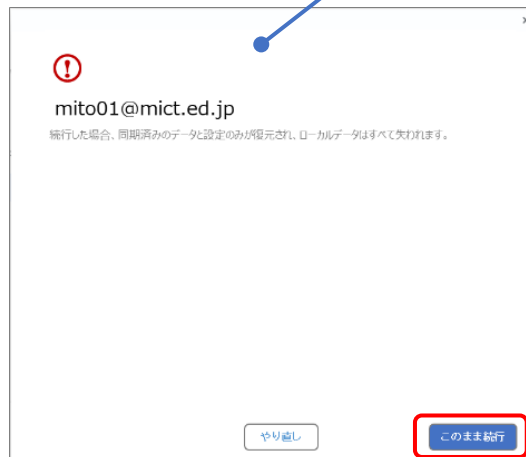 mito01@mict.ed.jp
続行した場合、同期済みのデータと設定のみが復元され、ローカルデータはすべて失われます。
やり直し
このまま続行